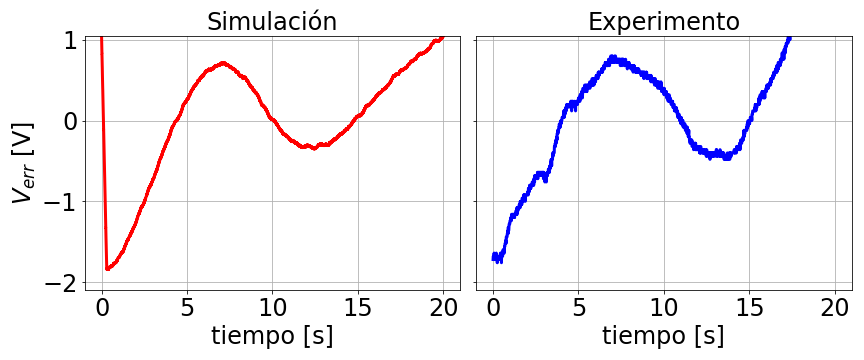 Simulación
Experimento
V_err [V]
1
0
−1
−2
0 5 10 15 20
0 5 10 15 20
tiempo [s]
tiempo [s]